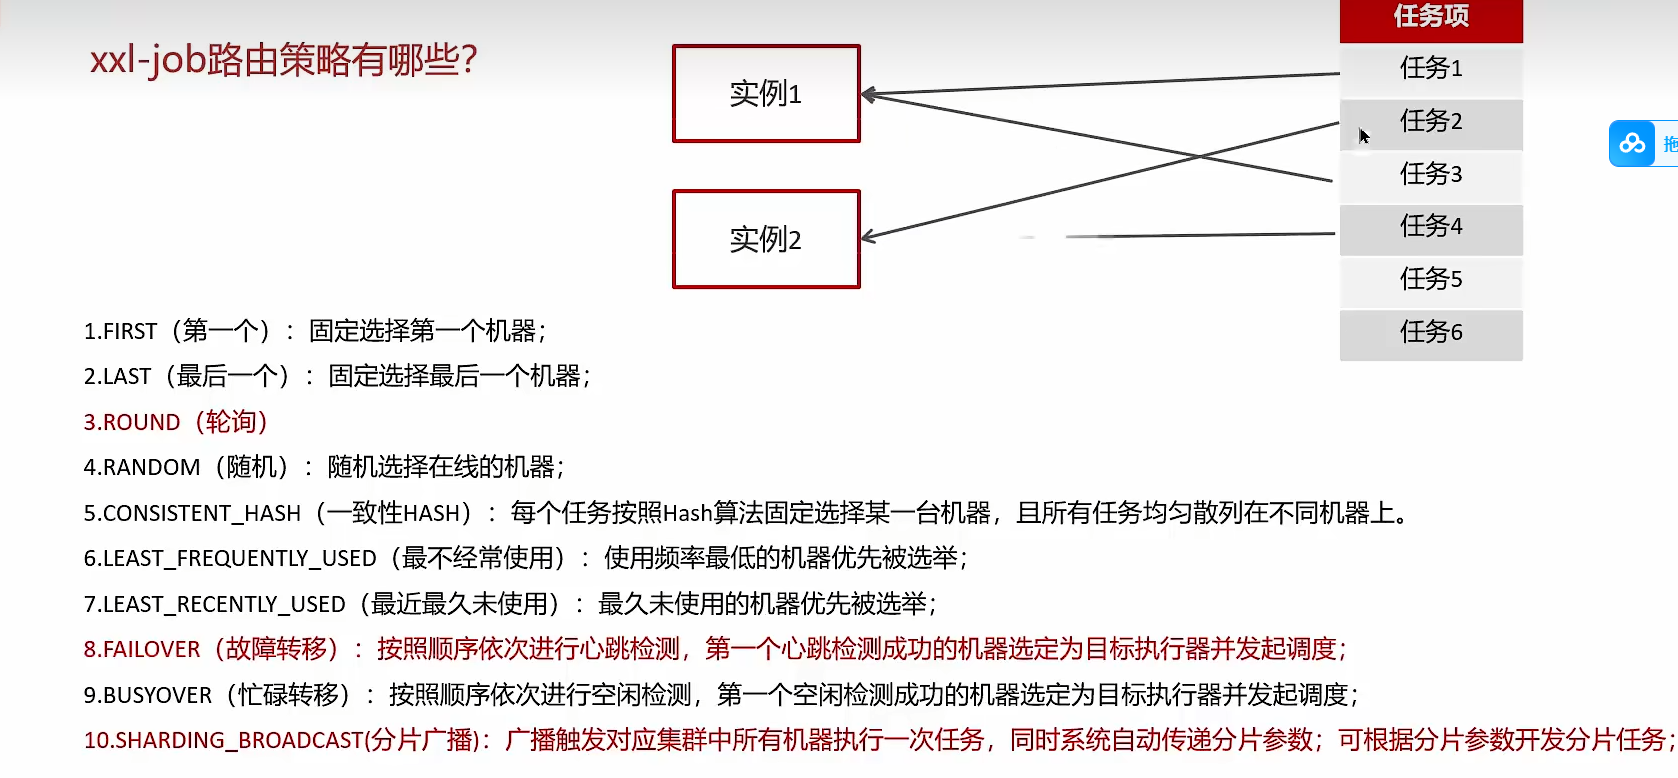 任务项
xxl-job路由策略有哪些？
实例1
任务1
任务2
拖
任务3
实例2
任务4
任务5
任务6
1.FIRST（第一个）：固定选择第一个机器；
2.LAST（最后一个）：固定选择最后一个机器；
3.ROUND（轮询）
4.RANDOM（随机）：随机选择在线的机器；
5.CONSISTENT_HASH（一致性HASH）：每个任务按照Hash算法固定选择某一台机器，且所有任务均匀散列在不同机器上。
6.LEAST_FREQUENTLY_USED（最不经常使用）：使用频率最低的机器优先被选举；
7.LEAST_RECENTLY_USED（最近最久未使用）：最久未使用的机器优先被选举；
8.FAILOVER（故障转移）：按照顺序依次进行心跳检测，第一个心跳检测成功的机器选定为目标执行器并发起调度；
9.BUSYOVER（忙碌转移）：按照顺序依次进行空闲检测，第一个空闲检测成功的机器选定为目标执行器并发起调度；
10.SHARDING_BROADCAST(分片广播)：广播触发对应集群中所有机器执行一次任务，同时系统自动传递分片参数；可根据分片参数开发分片任务；